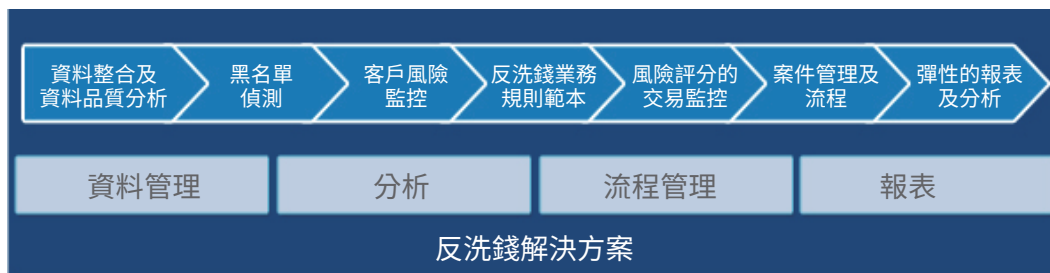 資料整合及
資料品質分析
黑名單
偵測
客戶風險
監控
反洗錢業務
規則範本
風險評分的
交易監控
案件管理及
流程
彈性的報表
及分析
資料管理
分析
流程管理
報表
反洗錢解決方案